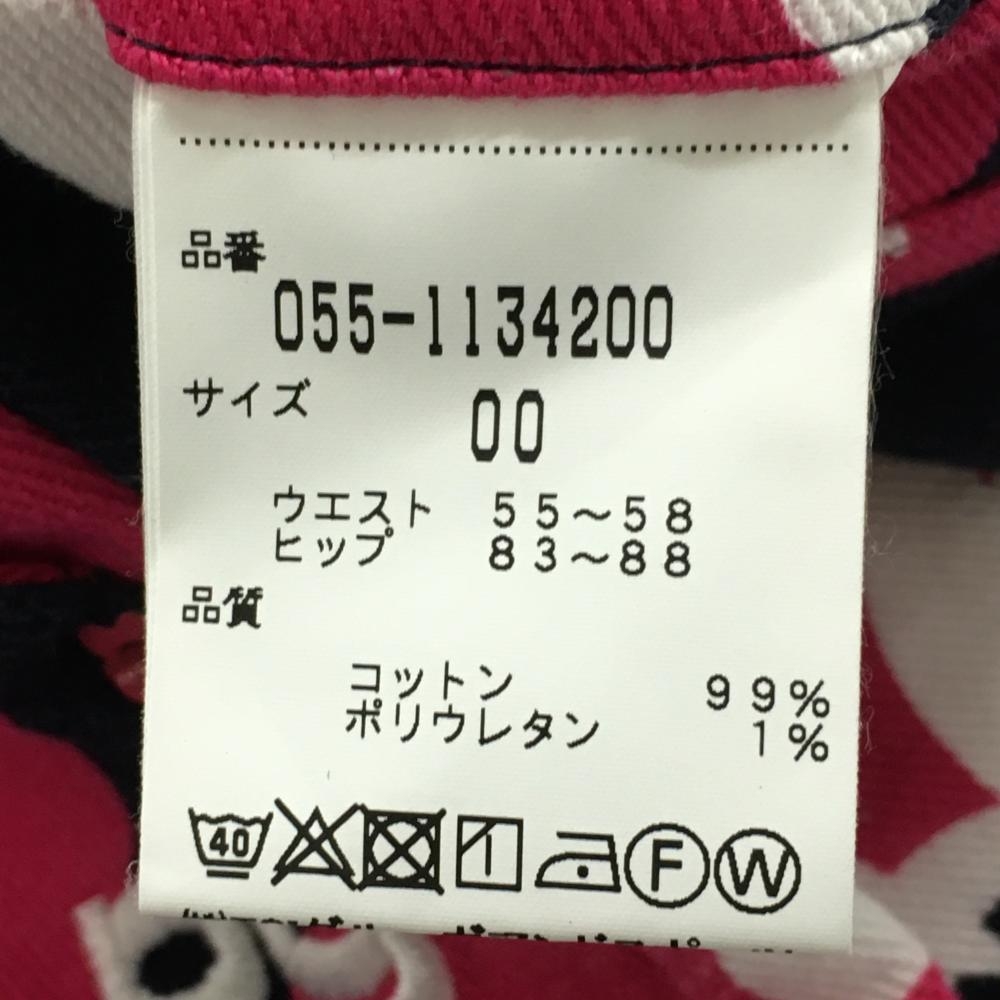 品番
055-1134200
サイズ
00
ウエスト 55～58
ヒップ 83～88
品質
コットン 99%
ポリウレタン 1%
40 F W